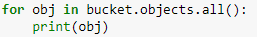 for obj in bucket.objects.all():
    print(obj)